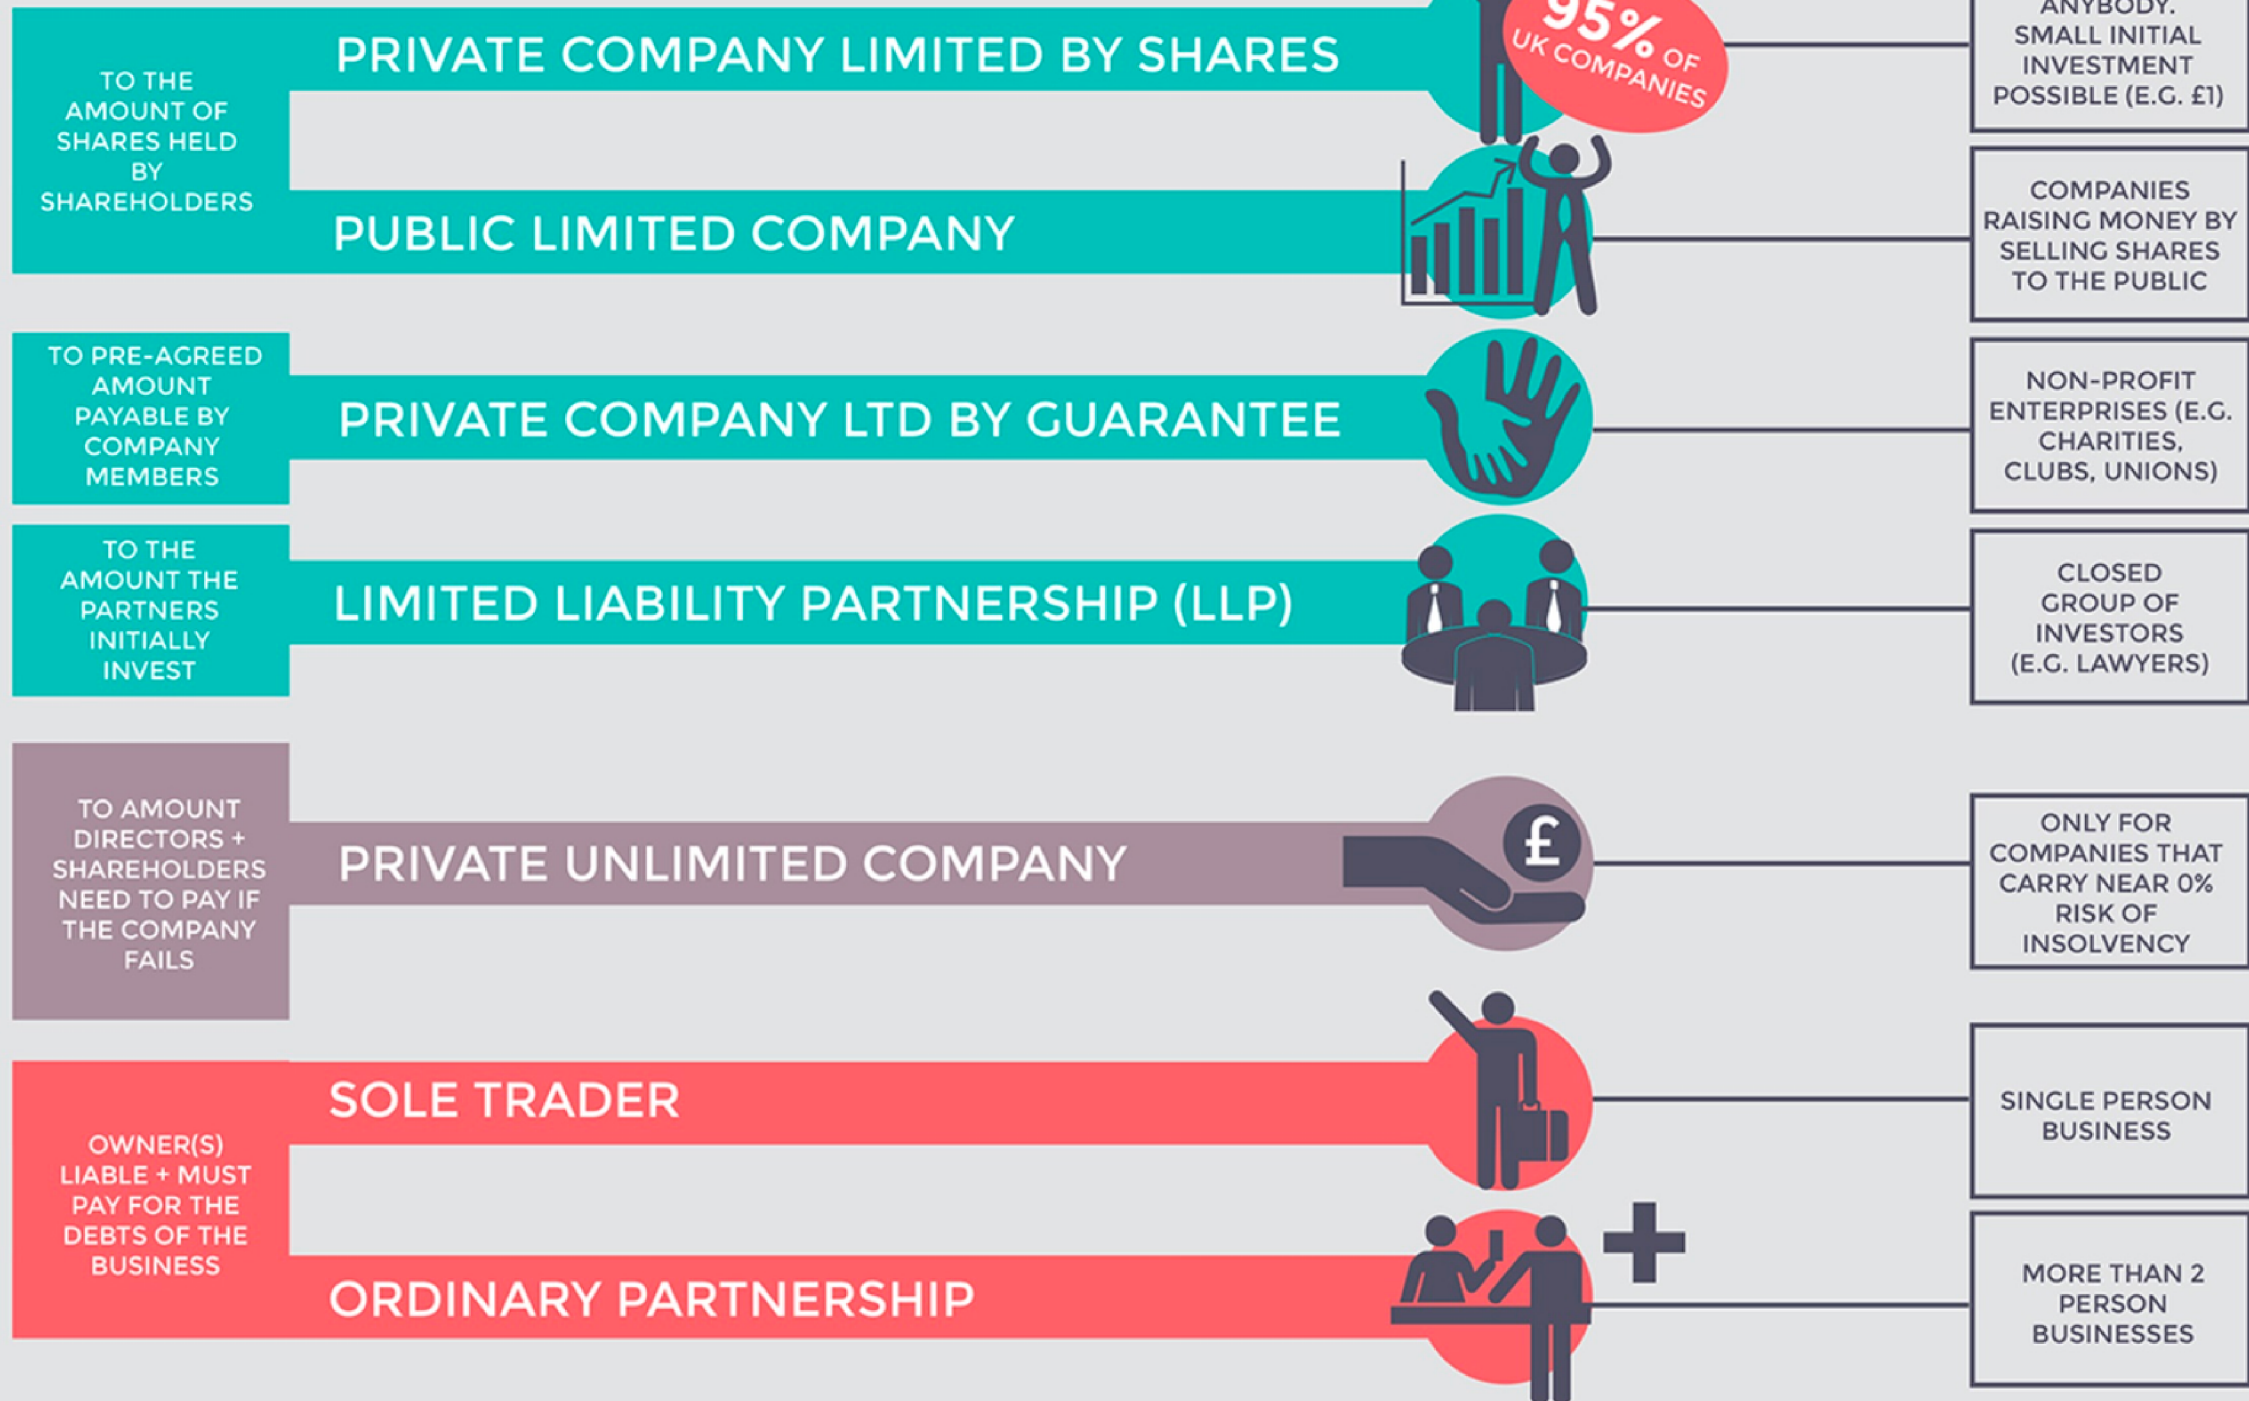 TO THE
AMOUNT OF
SHARES HELD
BY
SHAREHOLDERS
PRIVATE COMPANY LIMITED BY SHARES
95% OF
UK COMPANIES
ANYBODY.
SMALL INITIAL
INVESTMENT
POSSIBLE (E.G. £1)
PUBLIC LIMITED COMPANY
COMPANIES
RAISING MONEY BY
SELLING SHARES
TO THE PUBLIC
TO PRE-AGREED
AMOUNT
PAYABLE BY
COMPANY
MEMBERS
PRIVATE COMPANY LTD BY GUARANTEE
NON-PROFIT
ENTERPRISES (E.G.
CHARITIES,
CLUBS, UNIONS)
TO THE
AMOUNT THE
PARTNERS
INITIALLY
INVEST
LIMITED LIABILITY PARTNERSHIP (LLP)
CLOSED
GROUP OF
INVESTORS
(E.G. LAWYERS)
TO AMOUNT
DIRECTORS +
SHAREHOLDERS
NEED TO PAY IF
THE COMPANY
FAILS
PRIVATE UNLIMITED COMPANY
£
ONLY FOR
COMPANIES THAT
CARRY NEAR 0%
RISK OF
INSOLVENCY
OWNER(S)
LIABLE + MUST
PAY FOR THE
DEBTS OF THE
BUSINESS
SOLE TRADER
SINGLE PERSON
BUSINESS
ORDINARY PARTNERSHIP
MORE THAN 2
PERSON
BUSINESSES